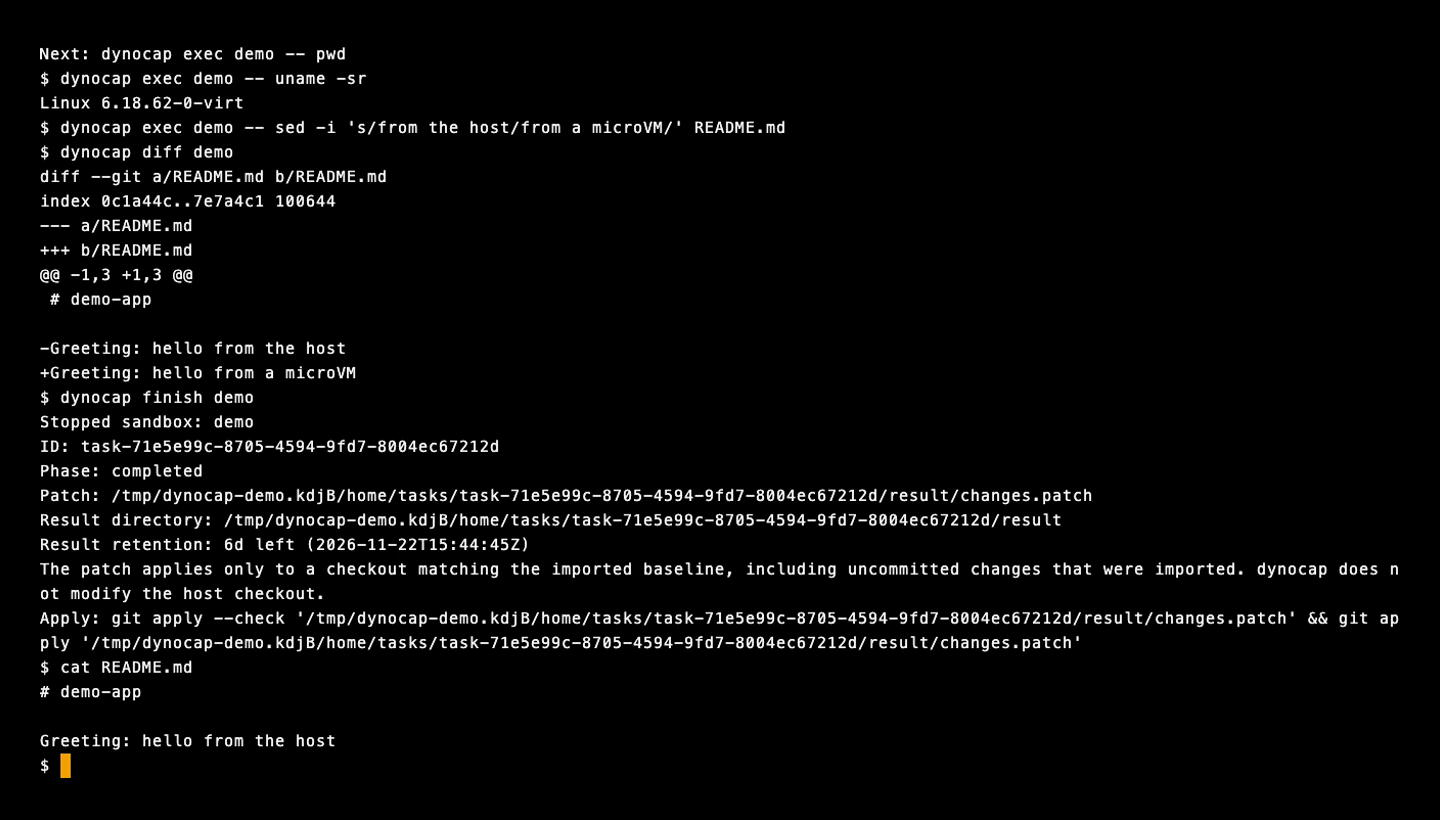 Next: dynocap exec demo -- pwd
$ dynocap exec demo -- uname -sr
Linux 6.18.62-0-virt
$ dynocap exec demo -- sed -i 's/from the host/from a microVM/' README.md
$ dynocap diff demo
diff --git a/README.md b/README.md
index 0c1a44c..7e7a4c1 100644
--- a/README.md
+++ b/README.md
@@ -1,3 +1,3 @@
 # demo-app

-Greeting: hello from the host
+Greeting: hello from a microVM
$ dynocap finish demo
Stopped sandbox: demo
ID: task-71e5e99c-8705-4594-9fd7-8004ec67212d
Phase: completed
Patch: /tmp/dynocap-demo.kdjB/home/tasks/task-71e5e99c-8705-4594-9fd7-8004ec67212d/result/changes.patch
Result directory: /tmp/dynocap-demo.kdjB/home/tasks/task-71e5e99c-8705-4594-9fd7-8004ec67212d/result
Result retention: 6d left (2026-11-22T15:44:45Z)
The patch applies only to a checkout matching the imported baseline, including uncommitted changes that were imported. dynocap does n
ot modify the host checkout.
Apply: git apply --check '/tmp/dynocap-demo.kdjB/home/tasks/task-71e5e99c-8705-4594-9fd7-8004ec67212d/result/changes.patch' && git ap
ply '/tmp/dynocap-demo.kdjB/home/tasks/task-71e5e99c-8705-4594-9fd7-8004ec67212d/result/changes.patch'
$ cat README.md
# demo-app

Greeting: hello from the host
$